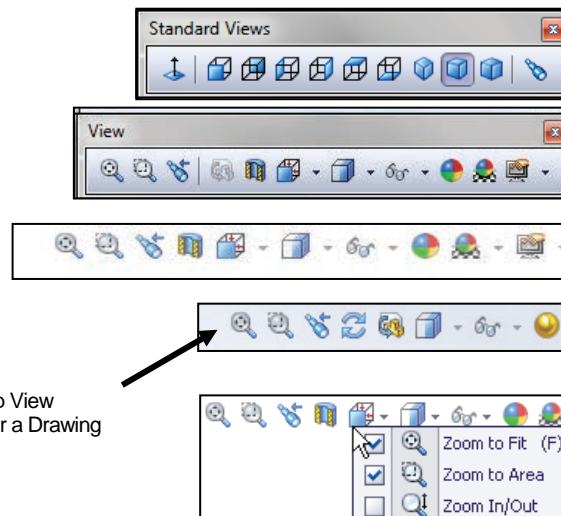 Standard Views
View
o View
r a Drawing
Zoom to Fit (F)
Zoom to Area
Zoom In/Out